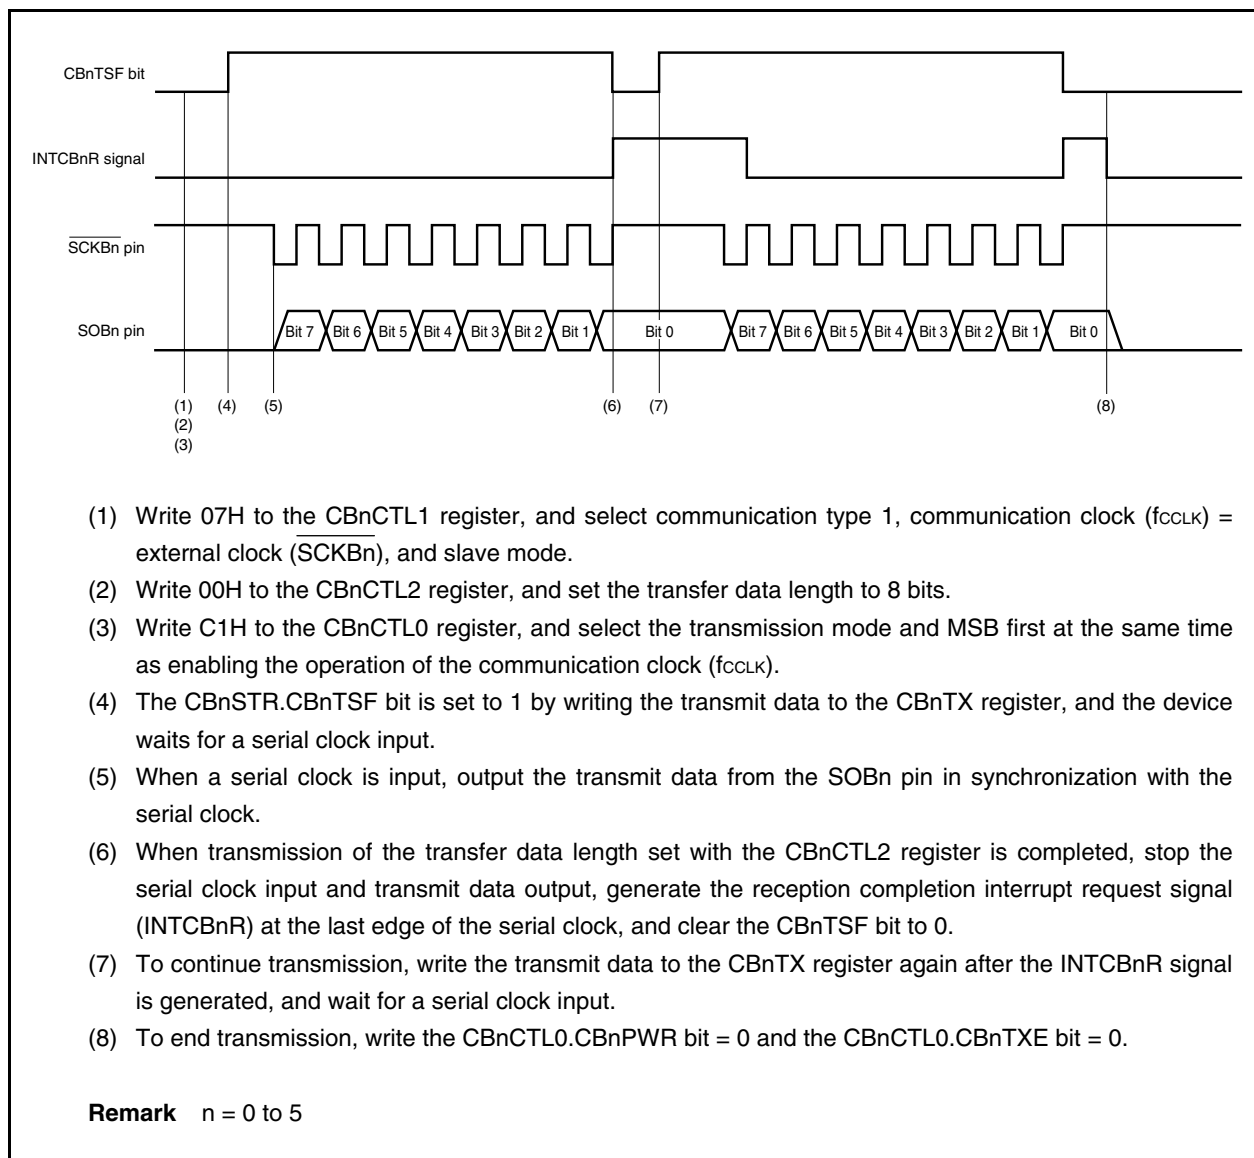 CBnTSF bit
INTCBnR signal
SCKBn pin
SOBn pin
Bit 7 Bit 6 Bit 5 Bit 4 Bit 3 Bit 2 Bit 1 Bit 0 Bit 7 Bit 6 Bit 5 Bit 4 Bit 3 Bit 2 Bit 1 Bit 0
(1) (4) (5) (6) (7) (8)
(2)
(3)
(1) Write 07H to the CBnCTL1 register, and select communication type 1, communication clock (fCCLK) =
external clock (SCKBn), and slave mode.
(2) Write 00H to the CBnCTL2 register, and set the transfer data length to 8 bits.
(3) Write C1H to the CBnCTL0 register, and select the transmission mode and MSB first at the same time
as enabling the operation of the communication clock (fCCLK).
(4) The CBnSTR.CBnTSF bit is set to 1 by writing the transmit data to the CBnTX register, and the device
waits for a serial clock input.
(5) When a serial clock is input, output the transmit data from the SOBn pin in synchronization with the
serial clock.
(6) When transmission of the transfer data length set with the CBnCTL2 register is completed, stop the
serial clock input and transmit data output, generate the reception completion interrupt request signal
(INTCBnR) at the last edge of the serial clock, and clear the CBnTSF bit to 0.
(7) To continue transmission, write the transmit data to the CBnTX register again after the INTCBnR signal
is generated, and wait for a serial clock input.
(8) To end transmission, write the CBnCTL0.CBnPWR bit = 0 and the CBnCTL0.CBnTXE bit = 0.
Remark n = 0 to 5